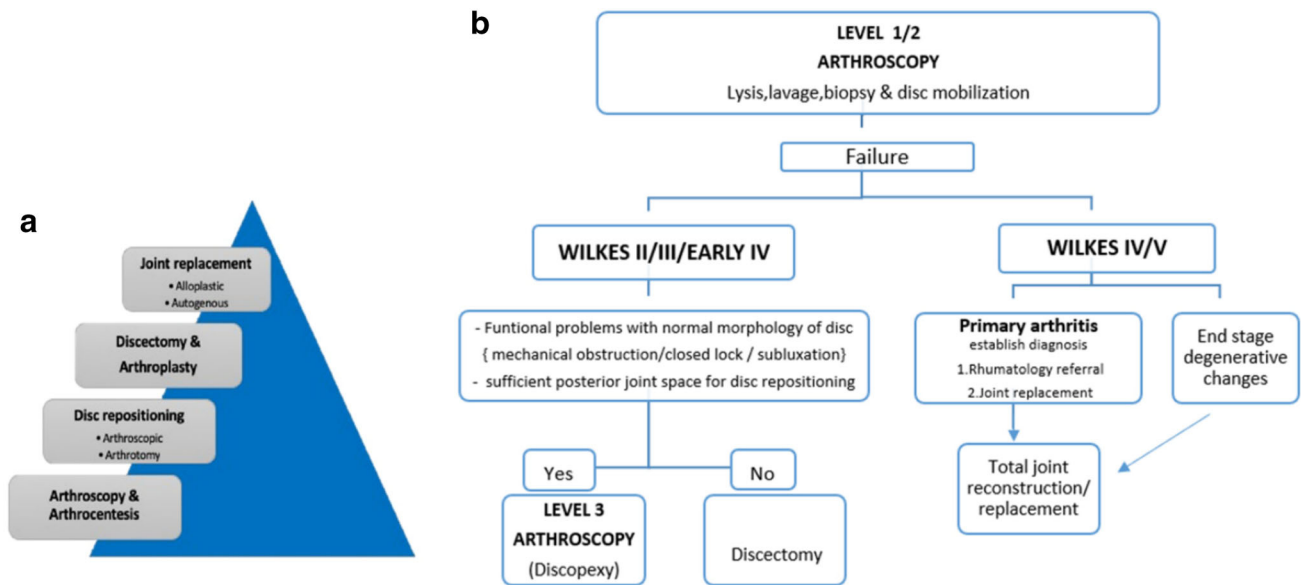 a
Joint replacement
• Alloplastic
• Autogenous
Discectomy &
Arthroplasty
Disc repositioning
• Arthroscopic
• Arthrotomy
Arthroscopy &
Arthrocentesis
b
LEVEL 1/2
ARTHROSCOPY
Lysis,lavage,biopsy & disc mobilization
Failure
WILKES II/III/EARLY IV
- Funtional problems with normal morphology of disc
{ mechanical obstruction/closed lock / subluxation}
- sufficient posterior joint space for disc repositioning
Yes
LEVEL 3
ARTHROSCOPY
(Discopexy)
No
Discectomy
WILKES IV/V
Primary arthritis
establish diagnosis
1.Rhumatology referral
2.Joint replacement
End stage
degenerative
changes
Total joint
reconstruction/
replacement